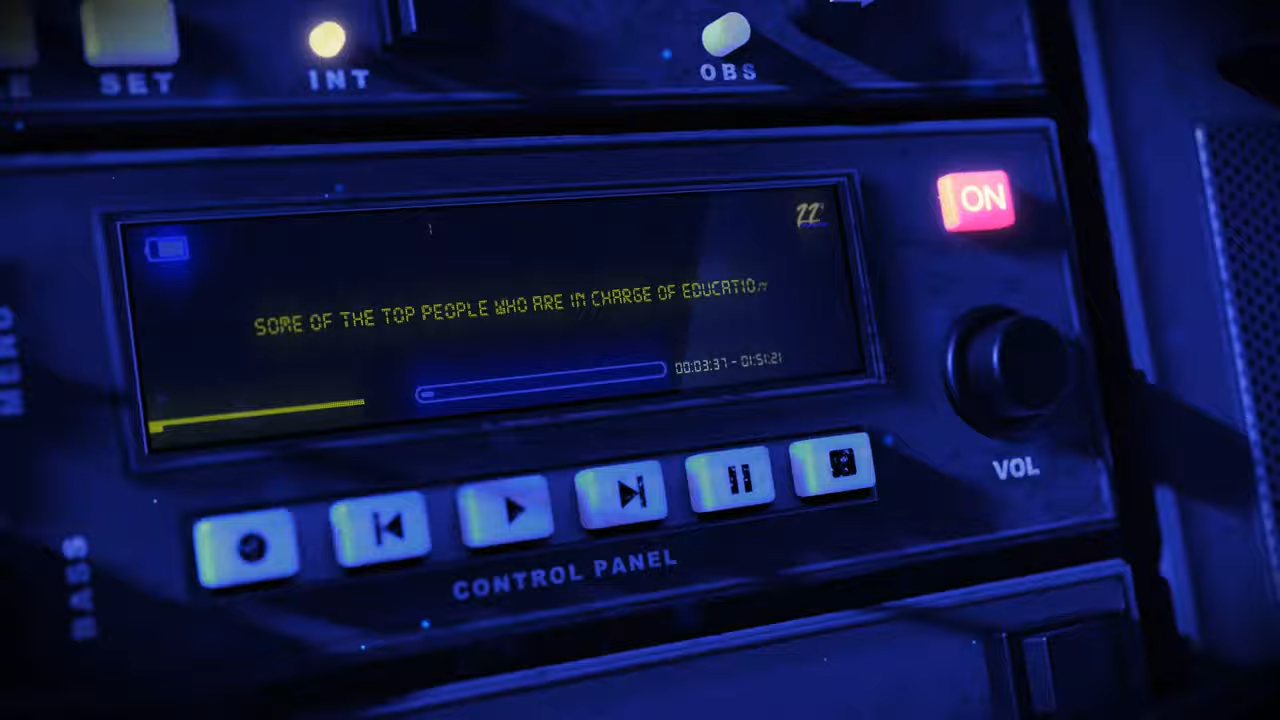 SET
INT
OBS
ON
SOME OF THE TOP PEOPLE WHO ARE IN CHARGE OF EDUCATION
00:03:37 - 01:51:21
VOL
CONTROL PANEL
BASS